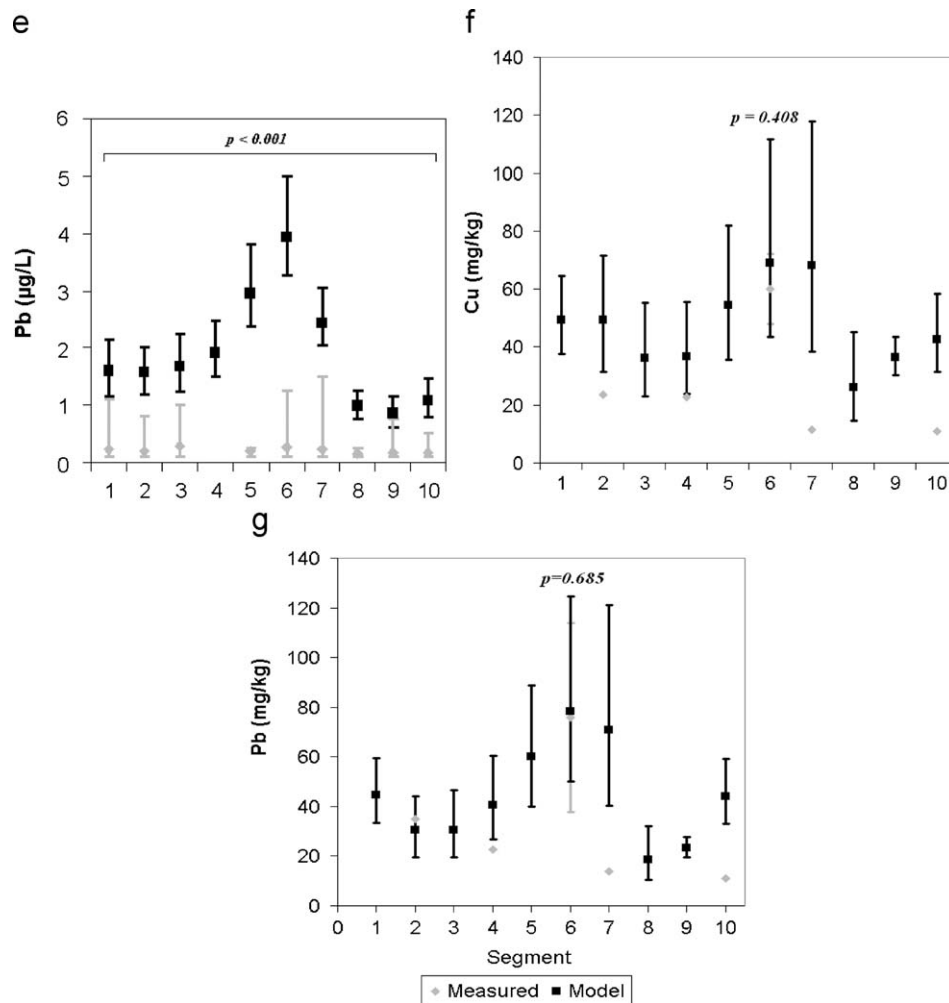 e
f
p < 0.001
Pb (µg/L)
6
5
4
3
2
1
0
1 2 3 4 5 6 7 8 9 10
p = 0.408
Cu (mg/kg)
140
120
100
80
60
40
20
0
1 2 3 4 5 6 7 8 9 10
g
p=0.685
Pb (mg/kg)
140
120
100
80
60
40
20
0
0 1 2 3 4 5 6 7 8 9 10
Segment
Measured Model